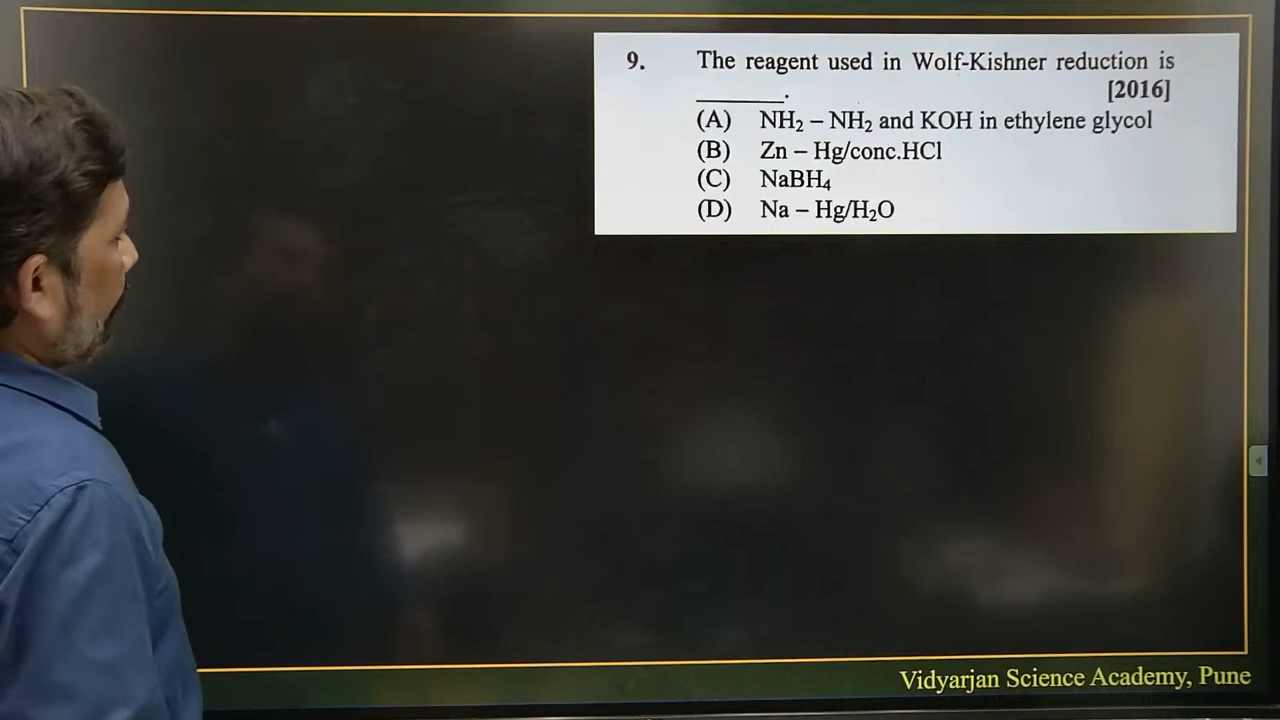 9. The reagent used in Wolf-Kishner reduction is
________. [2016]
(A) NH₂ – NH₂ and KOH in ethylene glycol
(B) Zn – Hg/conc.HCl
(C) NaBH₄
(D) Na – Hg/H₂O
Vidyarjan Science Academy, Pune